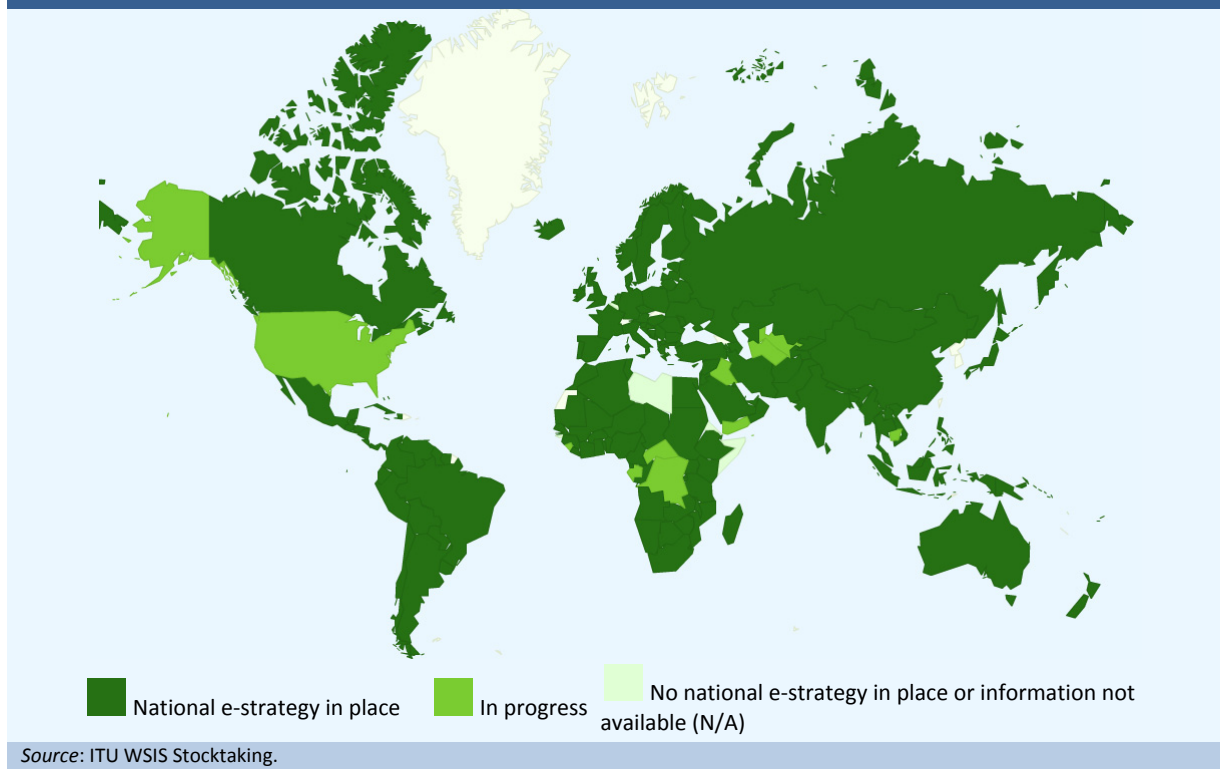 National e-strategy in place
In progress
No national e-strategy in place or information not
available (N/A)
Source: ITU WSIS Stocktaking.